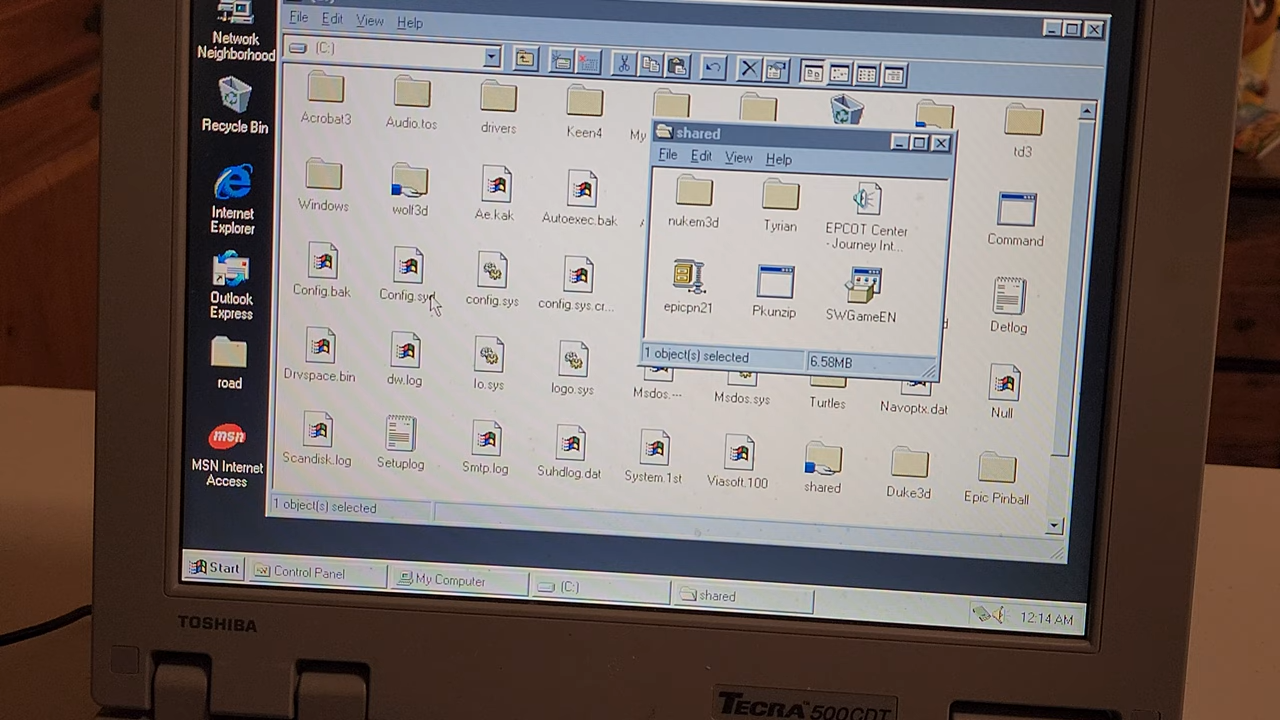 Network
Neighborhood
Recycle Bin
Internet
Explorer
Outlook
Express
road
msn
MSN Internet
Access
File Edit View Help
(C:)
Acrobat3
Audio.tos
drivers
Keen4
My
td3
Windows
wolf3d
Ae.kak
Autoexec.bak
Command
Config.bak
Config.syd
config.sys
config.sys.cr...
Detlog
Drvspace.bin
dw.log
Io.sys
logo.sys
Msdos.---
Msdos.sys
Turtles
Navoptx.dat
Null
Scandisk.log
Setuplog
Smtp.log
Suhdlog.dat
System.1st
Viasoft.100
shared
Duke3d
Epic Pinball
1 object(s) selected
shared
File Edit View Help
nukem3d
Tyrian
EPCOT Center
- Journey Int...
epicpn21
Pkunzip
SWGameEN
1 object(s) selected
6.58MB
Start
Control Panel
My Computer
(C:)
shared
12:14 AM
TOSHIBA
TECRA™ 500CDT